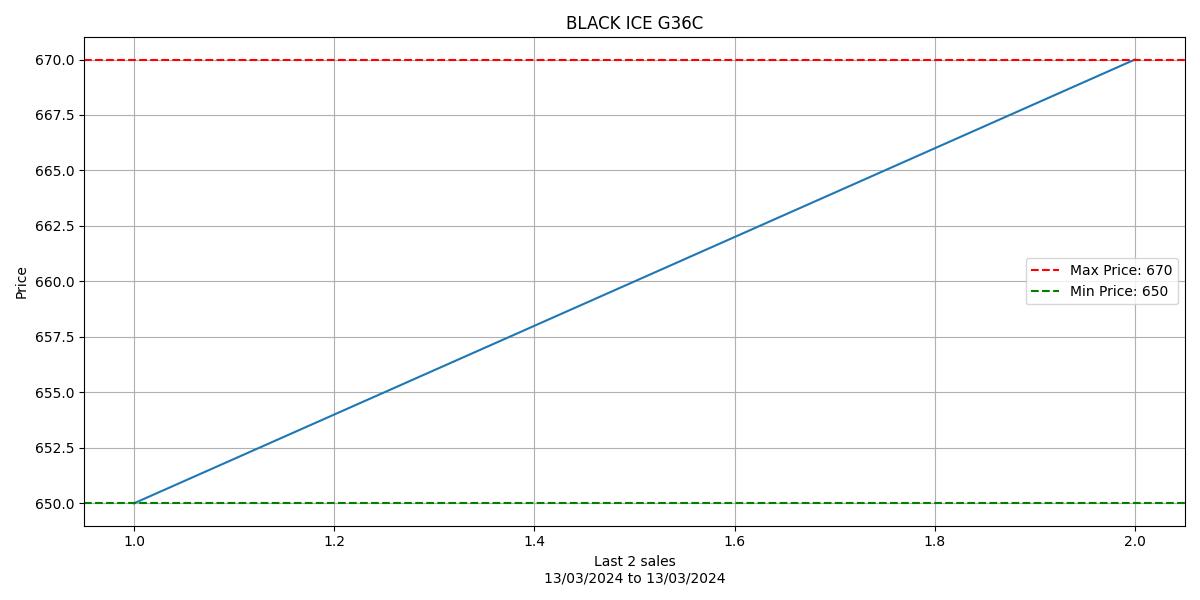 BLACK ICE G36C
Price
670.0
667.5
665.0
662.5
660.0
657.5
655.0
652.5
650.0
Max Price: 670
Min Price: 650
1.0 1.2 1.4 1.6 1.8 2.0
Last 2 sales
13/03/2024 to 13/03/2024